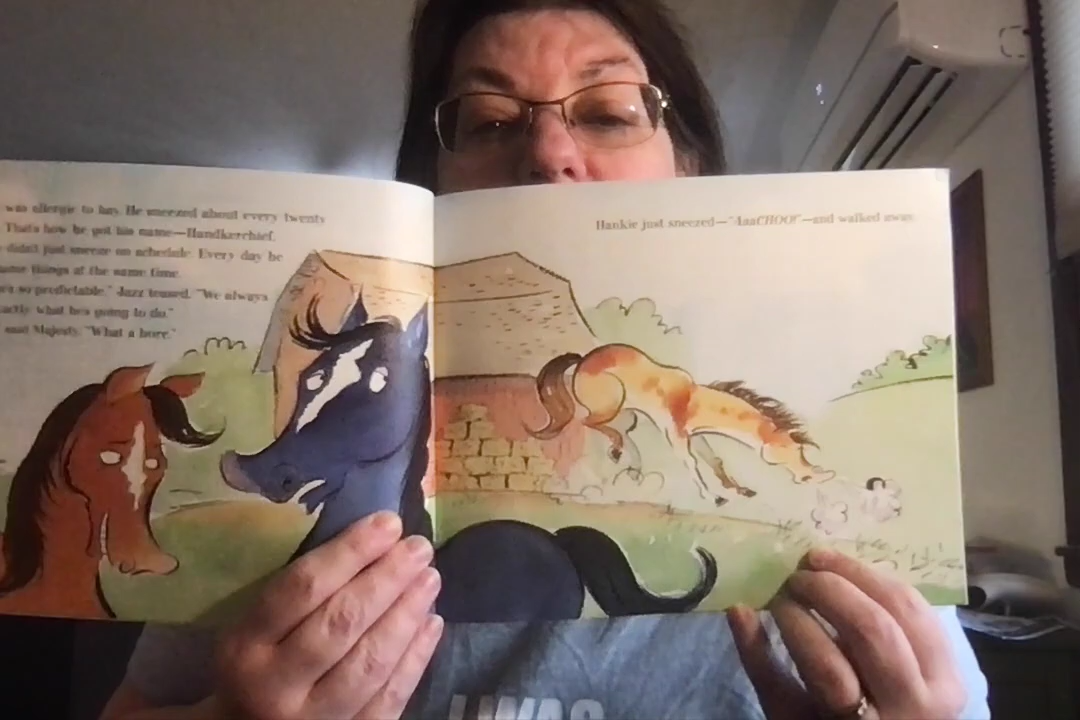 was allergic to hay. He sneezed about every twenty
That's how he got his name—Handkerchief.
didn't just sneeze on schedule. Every day he
same things at the same time.
so predictable," Jazz teased. "We always
exactly what he's going to do."
said Majesty. "What a bore."
Hankie just sneezed—"AaaCHOO!"—and walked away.
I WAS